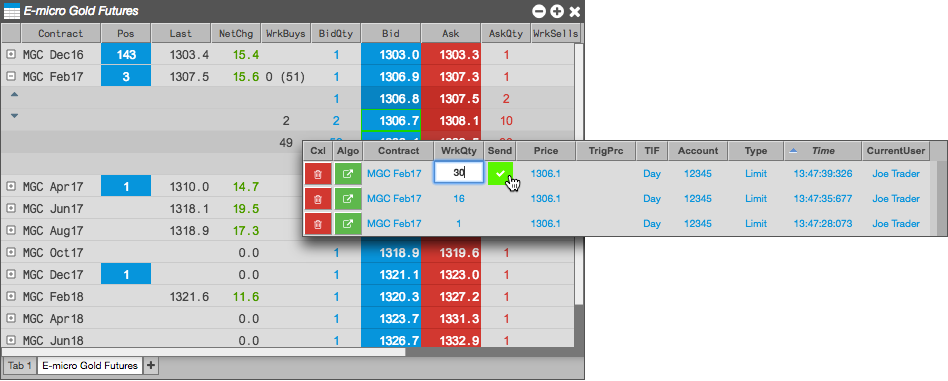 E-micro Gold Futures
Contract Pos Last NetChg WrkBuys BidQty Bid Ask AskQty WrkSells
MGC Dec16 143 1303.4 15.4 1 1303.0 1303.3 1
MGC Feb17 3 1307.5 15.6 0 (51) 1 1306.9 1307.3 1
1 1306.8 1307.5 2
2 2 1306.7 1308.1 10
49
Cxl Algo Contract WrkQty Send Price TrigPrc TIF Account Type Time CurrentUser
MGC Feb17 30 1306.1 Day 12345 Limit 13:47:39:326 Joe Trader
MGC Feb17 16 1306.1 Day 12345 Limit 13:47:35:677 Joe Trader
MGC Feb17 1 1306.1 Day 12345 Limit 13:47:28:073 Joe Trader
MGC Apr17 1 1310.0 14.7
MGC Jun17 1318.1 19.5
MGC Aug17 1318.9 17.3
MGC Oct17 0.0 1 1318.9 1319.6 1
MGC Dec17 1 0.0 1 1321.1 1323.0 1
MGC Feb18 1321.6 11.6 1 1320.3 1327.2 1
MGC Apr18 0.0 1 1323.7 1331.3 1
MGC Jun18 0.0 1 1326.7 1332.9 1
Tab 1 E-micro Gold Futures +